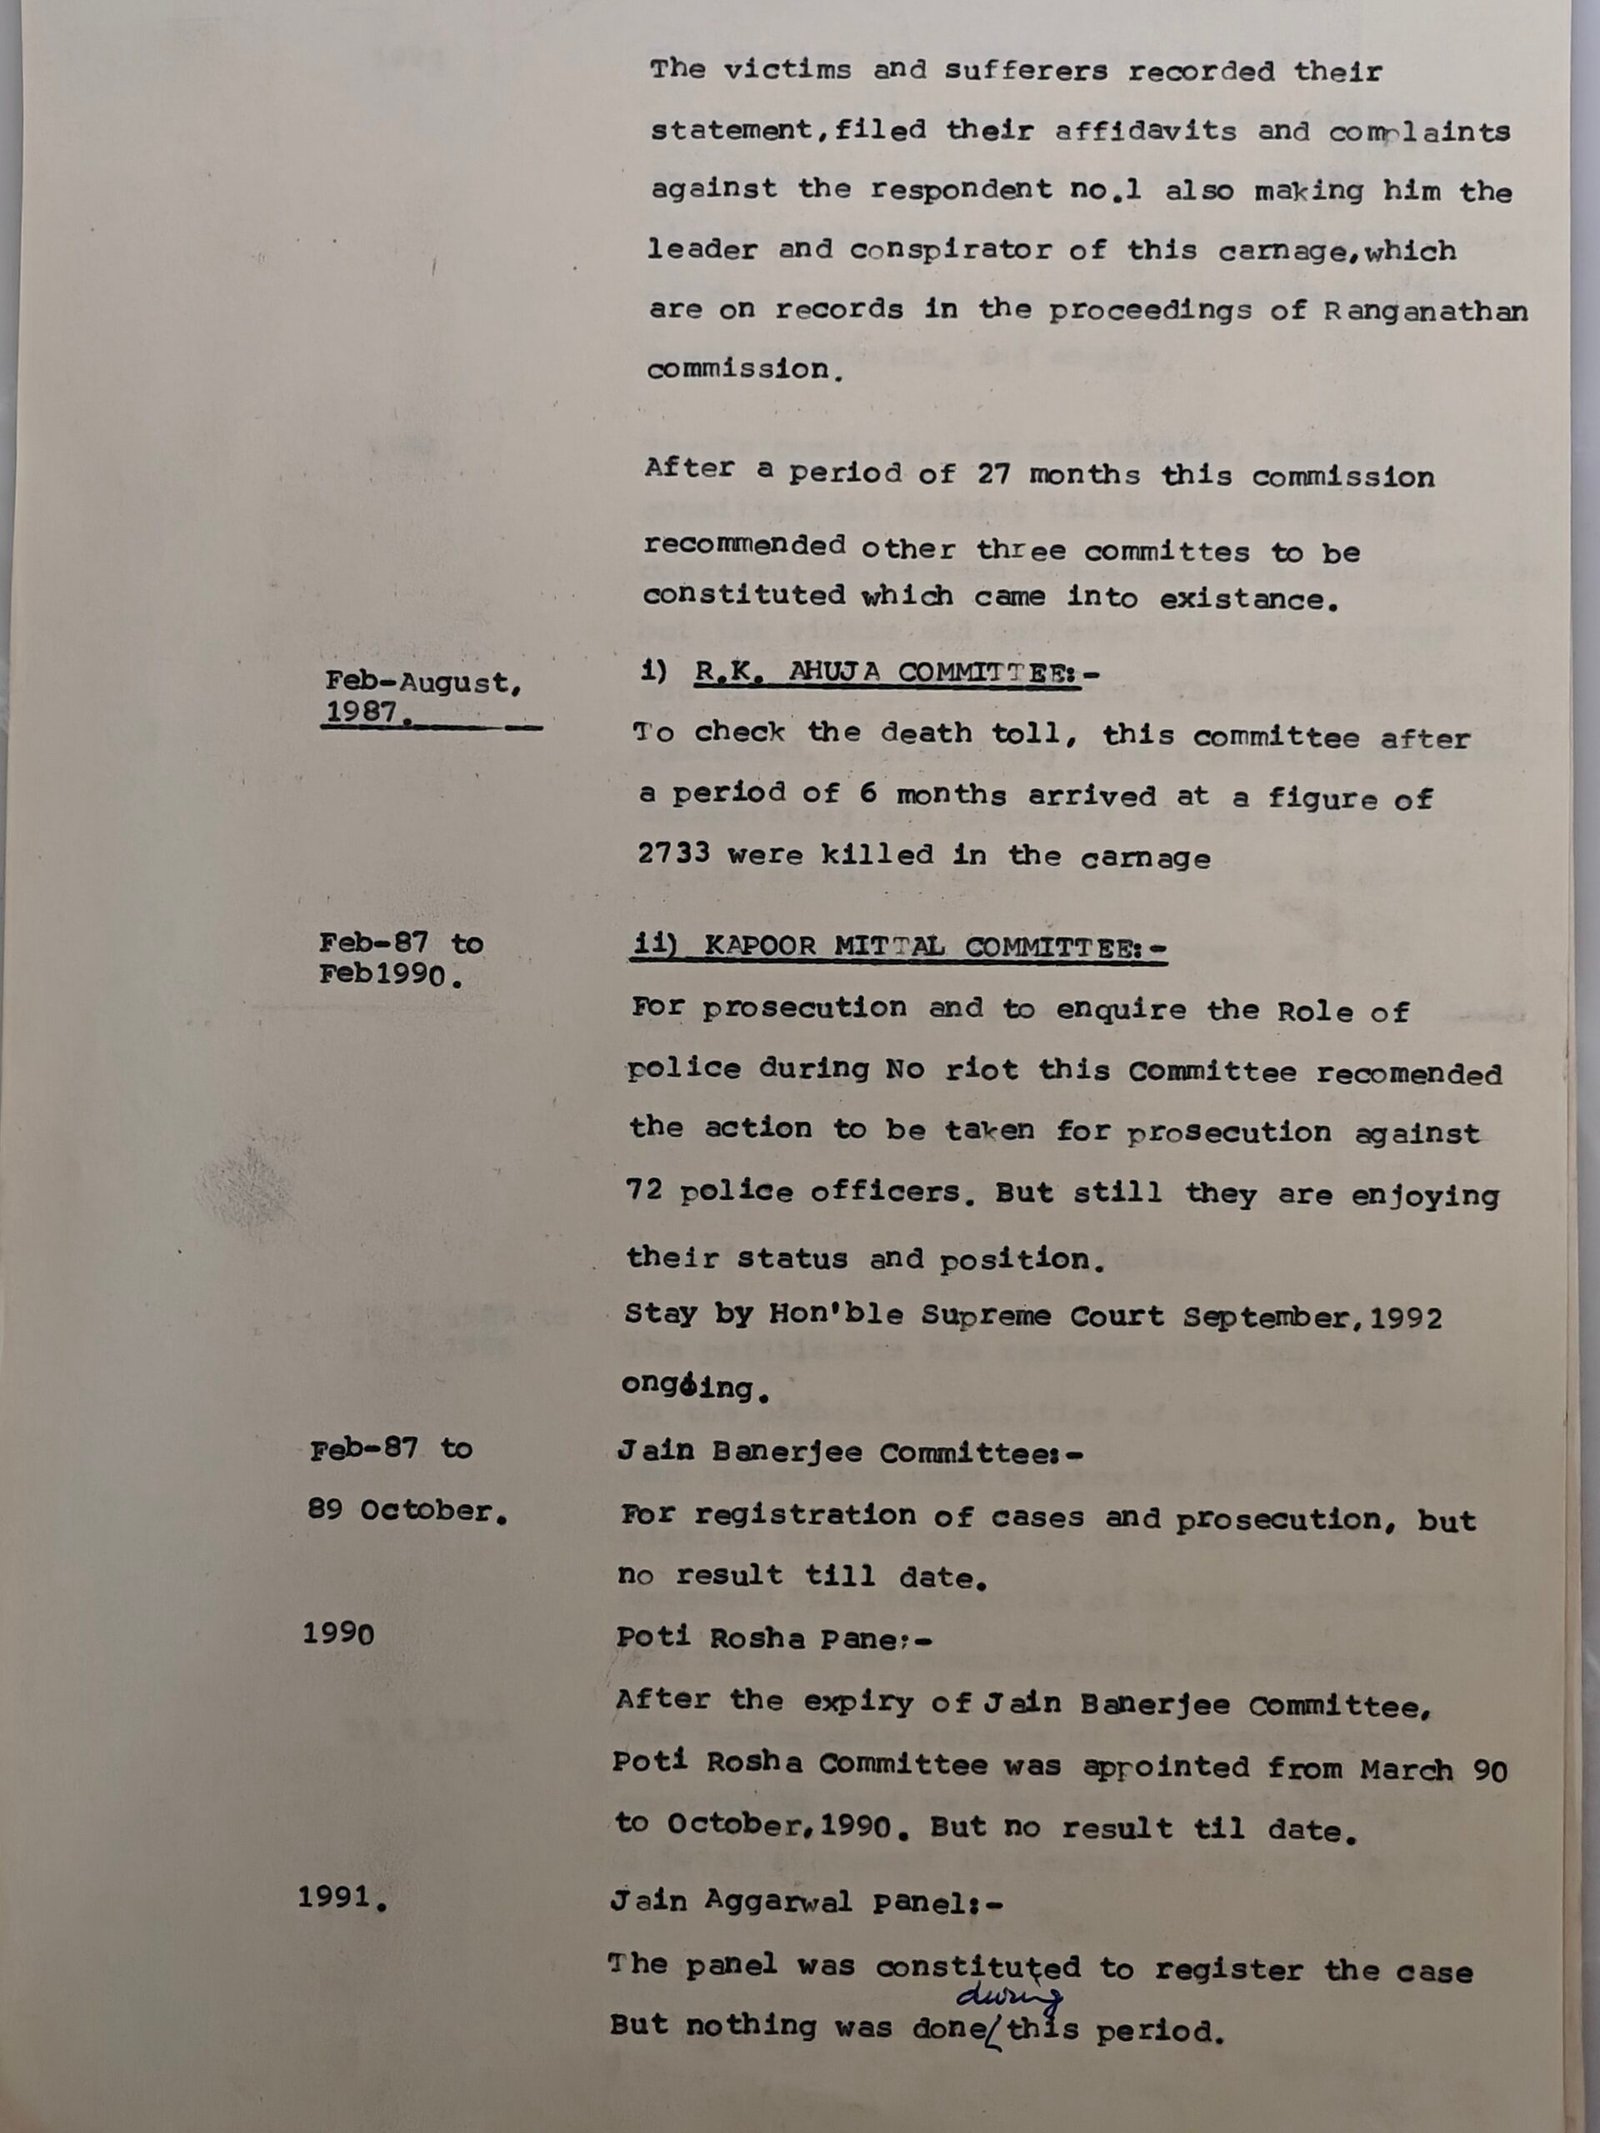 The victims and sufferers recorded their
statement,filed their affidavits and complaints
against the respondent no.1 also making him the
leader and conspirator of this carnage,which
are on records in the proceedings of Ranganathan
commission.
After a period of 27 months this commission
recommended other three committes to be
constituted which came into existance.
Feb-August,
1987.
i) R.K. AHUJA COMMITTEE:-
To check the death toll, this committee after
a period of 6 months arrived at a figure of
2733 were killed in the carnage
Feb-87 to
Feb1990.
ii) KAPOOR MITTAL COMMITTEE:-
For prosecution and to enquire the Role of
police during No riot this Committee recomended
the action to be taken for prosecution against
72 police officers. But still they are enjoying
their status and position.
Stay by Hon'ble Supreme Court September,1992
ongoing.
Feb-87 to
89 October.
Jain Banerjee Committee:-
For registration of cases and prosecution, but
no result till date.
1990
Poti Rosha Pane:-
After the expiry of Jain Banerjee Committee,
Poti Rosha Committee was appointed from March 90
to October,1990. But no result til date.
1991.
Jain Aggarwal Panel:-
The panel was constituted to register the case
But nothing was done during this period.